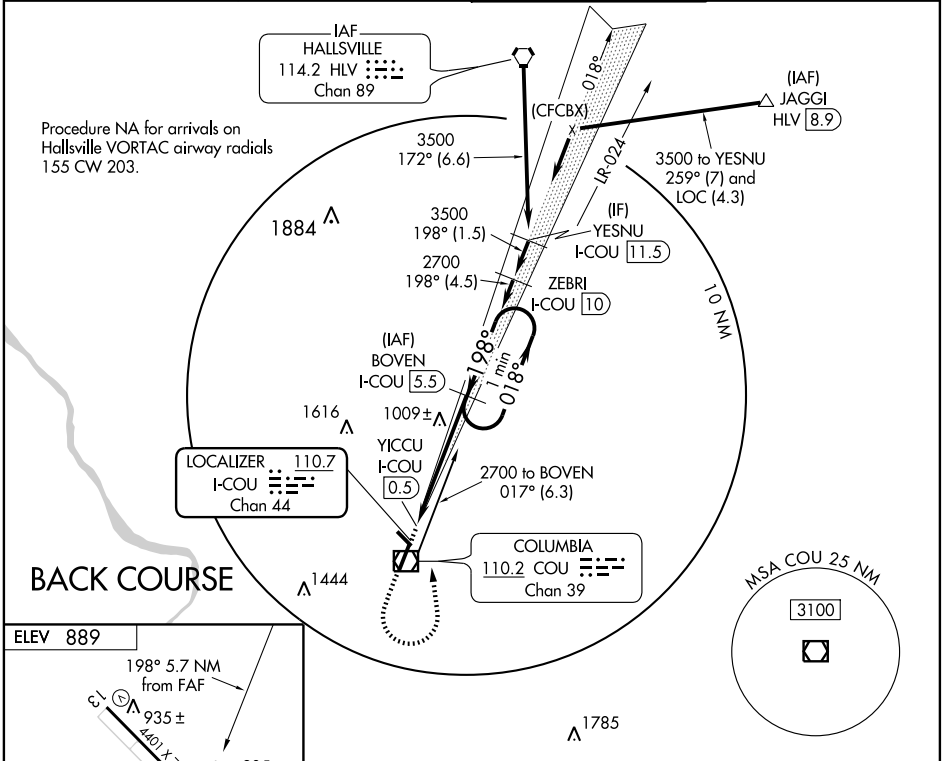 IAF
HALLSVILLE
114.2 HLV
Chan 89
018°
(CFCBX)
(IAF)
JAGGI
HLV 8.9
Procedure NA for arrivals on
Hallsville VORTAC airway radials
155 CW 203.
3500
172° (6.6)
LR-024
3500 to YESNU
259° (7) and
LOC (4.3)
1884
3500
198° (1.5)
(IF)
YESNU
I-COU 11.5
2700
198° (4.5)
ZEBRI
I-COU 10
10 NM
198°
1 min
018°
(IAF)
BOVEN
I-COU 5.5
1616
1009±
YICCU
I-COU
0.5
LOCALIZER 110.7
I-COU
Chan 44
2700 to BOVEN
017° (6.3)
COLUMBIA
110.2 COU
Chan 39
BACK COURSE
1444
MSA COU 25 NM
3100
ELEV 889
198° 5.7 NM
from FAF
13
V
935±
4401 X
1785